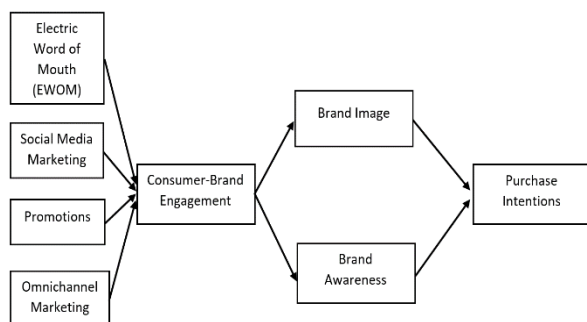 Electric
Word of
Mouth
(EWOM)
Social Media
Marketing
Promotions
Omnichannel
Marketing
Consumer-Brand
Engagement
Brand Image
Brand
Awareness
Purchase
Intentions